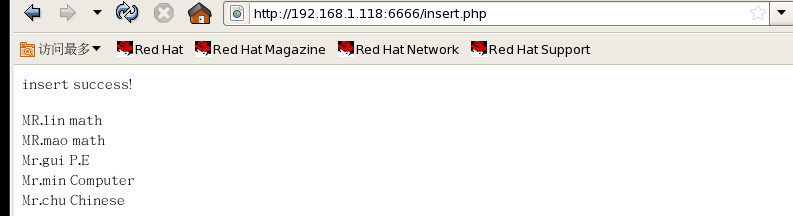 http://192.168.1.118:6666/insert.php
访问最多 Red Hat Red Hat Magazine Red Hat Network Red Hat Support
insert success!
MR.lin math
MR.mao math
Mr.gui P.E
Mr.min Computer
Mr.chu Chinese